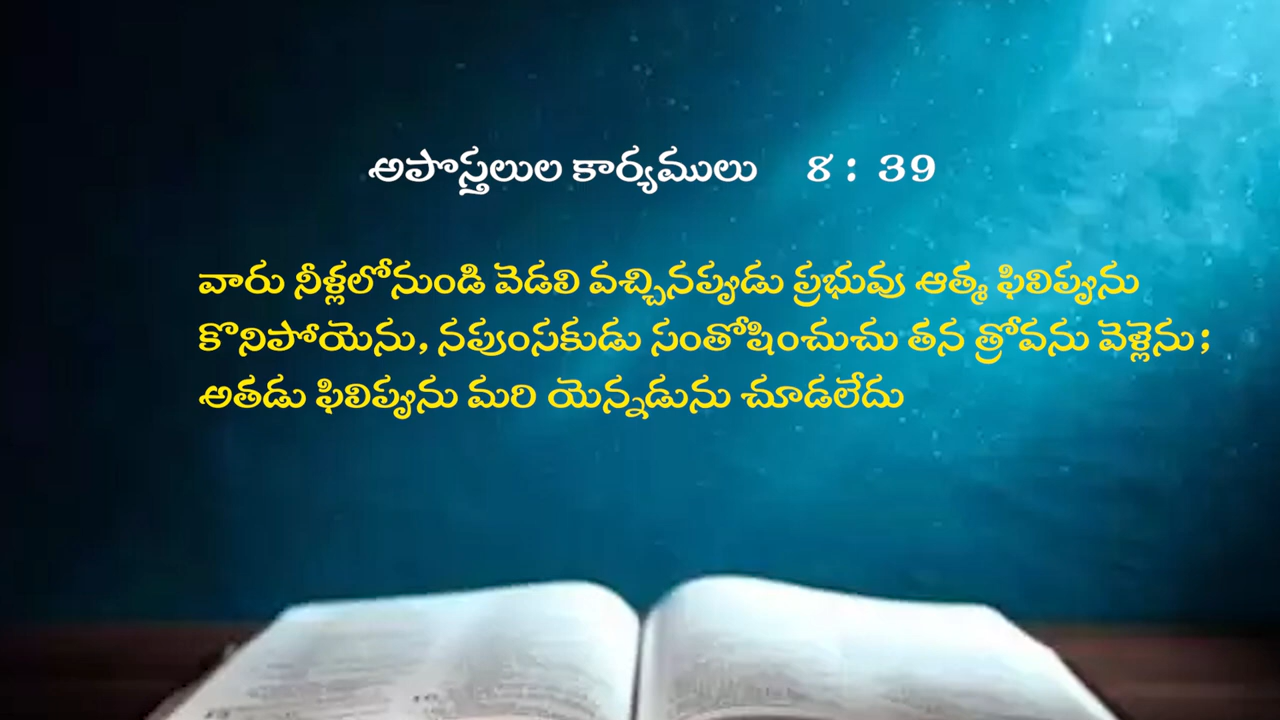 అపొస్తలుల కార్యములు 8 : 39
వారు నీళ్లలోనుండి వెడలి వచ్చినప్పుడు ప్రభువు ఆత్మ ఫిలిప్పును
కొనిపోయెను, నపుంసకుడు సంతోషించుచు తన త్రోవను వెళ్లెను;
అతడు ఫిలిప్పును మరి యెన్నడును చూడలేదు